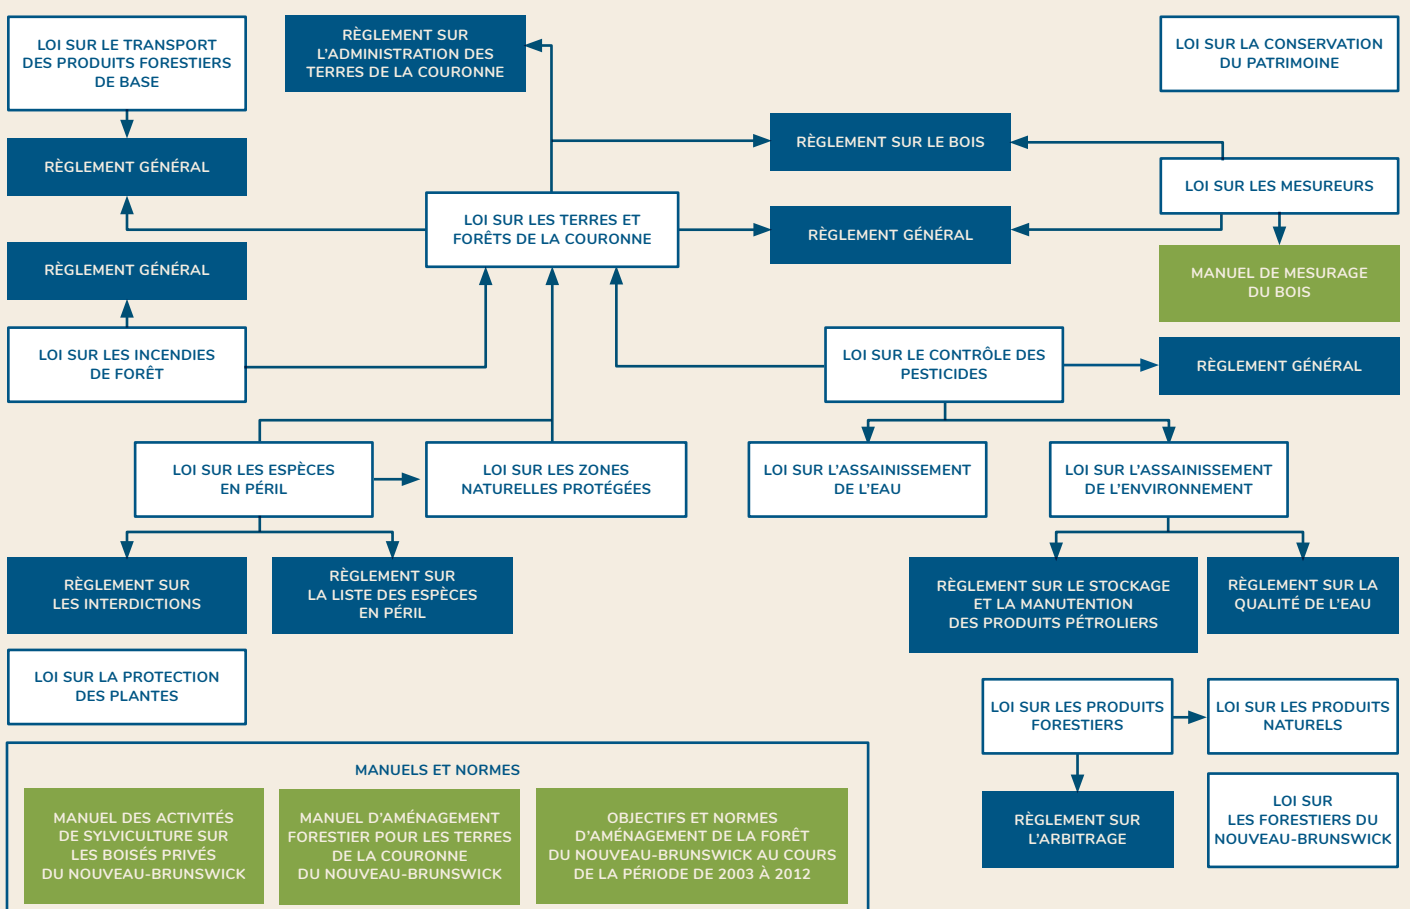 LOI SUR LE TRANSPORT
DES PRODUITS FORESTIERS
DE BASE
RÈGLEMENT SUR
L'ADMINISTRATION DES
TERRES DE LA COURONNE
LOI SUR LA CONSERVATION
DU PATRIMOINE
RÈGLEMENT GÉNÉRAL
RÈGLEMENT SUR LE BOIS
LOI SUR LES MESUREURS
LOI SUR LES TERRES ET
FORÊTS DE LA COURONNE
RÈGLEMENT GÉNÉRAL
RÈGLEMENT GÉNÉRAL
MANUEL DE MESURAGE
DU BOIS
LOI SUR LES INCENDIES
DE FORÊT
LOI SUR LE CONTRÔLE DES
PESTICIDES
RÈGLEMENT GÉNÉRAL
LOI SUR LES ESPÈCES
EN PÉRIL
LOI SUR LES ZONES
NATURELLES PROTÉGÉES
LOI SUR L'ASSAINISSEMENT
DE L'EAU
LOI SUR L'ASSAINISSEMENT
DE L'ENVIRONNEMENT
RÈGLEMENT SUR
LES INTERDICTIONS
RÈGLEMENT SUR
LA LISTE DES ESPÈCES
EN PÉRIL
RÈGLEMENT SUR LE STOCKAGE
ET LA MANUTENTION
DES PRODUITS PÉTROLIERS
RÈGLEMENT SUR LA
QUALITÉ DE L'EAU
LOI SUR LA PROTECTION
DES PLANTES
LOI SUR LES PRODUITS
FORESTIERS
LOI SUR LES PRODUITS
NATURELS
MANUELS ET NORMES
MANUEL DES ACTIVITÉS
DE SYLVICULTURE SUR
LES BOISÉS PRIVÉS
DU NOUVEAU-BRUNSWICK
MANUEL D'AMÉNAGEMENT
FORESTIER POUR LES TERRES
DE LA COURONNE
DU NOUVEAU-BRUNSWICK
OBJECTIFS ET NORMES
D'AMÉNAGEMENT DE LA FORÊT
DU NOUVEAU-BRUNSWICK AU COURS
DE LA PÉRIODE DE 2003 À 2012
RÈGLEMENT SUR
L'ARBITRAGE
LOI SUR
LES FORESTIERS DU
NOUVEAU-BRUNSWICK